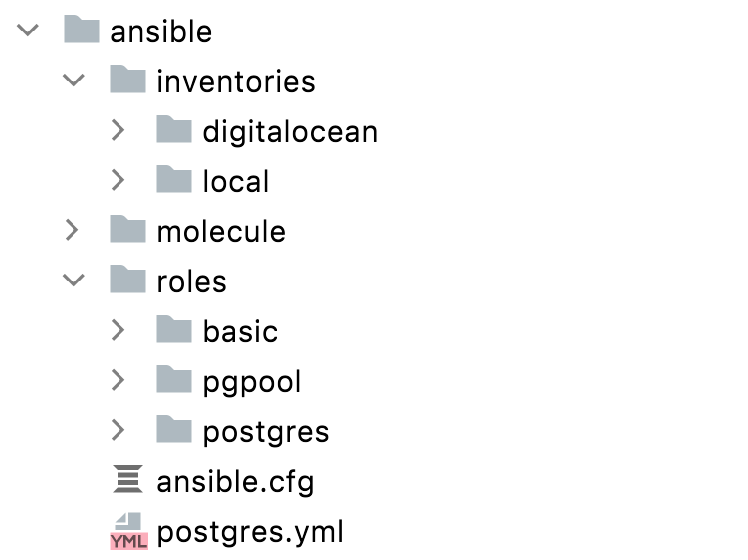 ansible
inventories
digitalocean
local
molecule
roles
basic
pgpool
postgres
ansible.cfg
YML postgres.yml